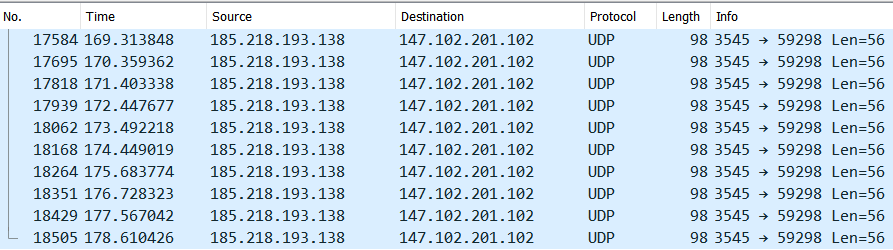 No. Time Source Destination Protocol Length Info
17584 169.313848 185.218.193.138 147.102.201.102 UDP 98 3545 → 59298 Len=56
17695 170.359362 185.218.193.138 147.102.201.102 UDP 98 3545 → 59298 Len=56
17818 171.403338 185.218.193.138 147.102.201.102 UDP 98 3545 → 59298 Len=56
17939 172.447677 185.218.193.138 147.102.201.102 UDP 98 3545 → 59298 Len=56
18062 173.492218 185.218.193.138 147.102.201.102 UDP 98 3545 → 59298 Len=56
18168 174.449019 185.218.193.138 147.102.201.102 UDP 98 3545 → 59298 Len=56
18264 175.683774 185.218.193.138 147.102.201.102 UDP 98 3545 → 59298 Len=56
18351 176.728323 185.218.193.138 147.102.201.102 UDP 98 3545 → 59298 Len=56
18429 177.567042 185.218.193.138 147.102.201.102 UDP 98 3545 → 59298 Len=56
18505 178.610426 185.218.193.138 147.102.201.102 UDP 98 3545 → 59298 Len=56